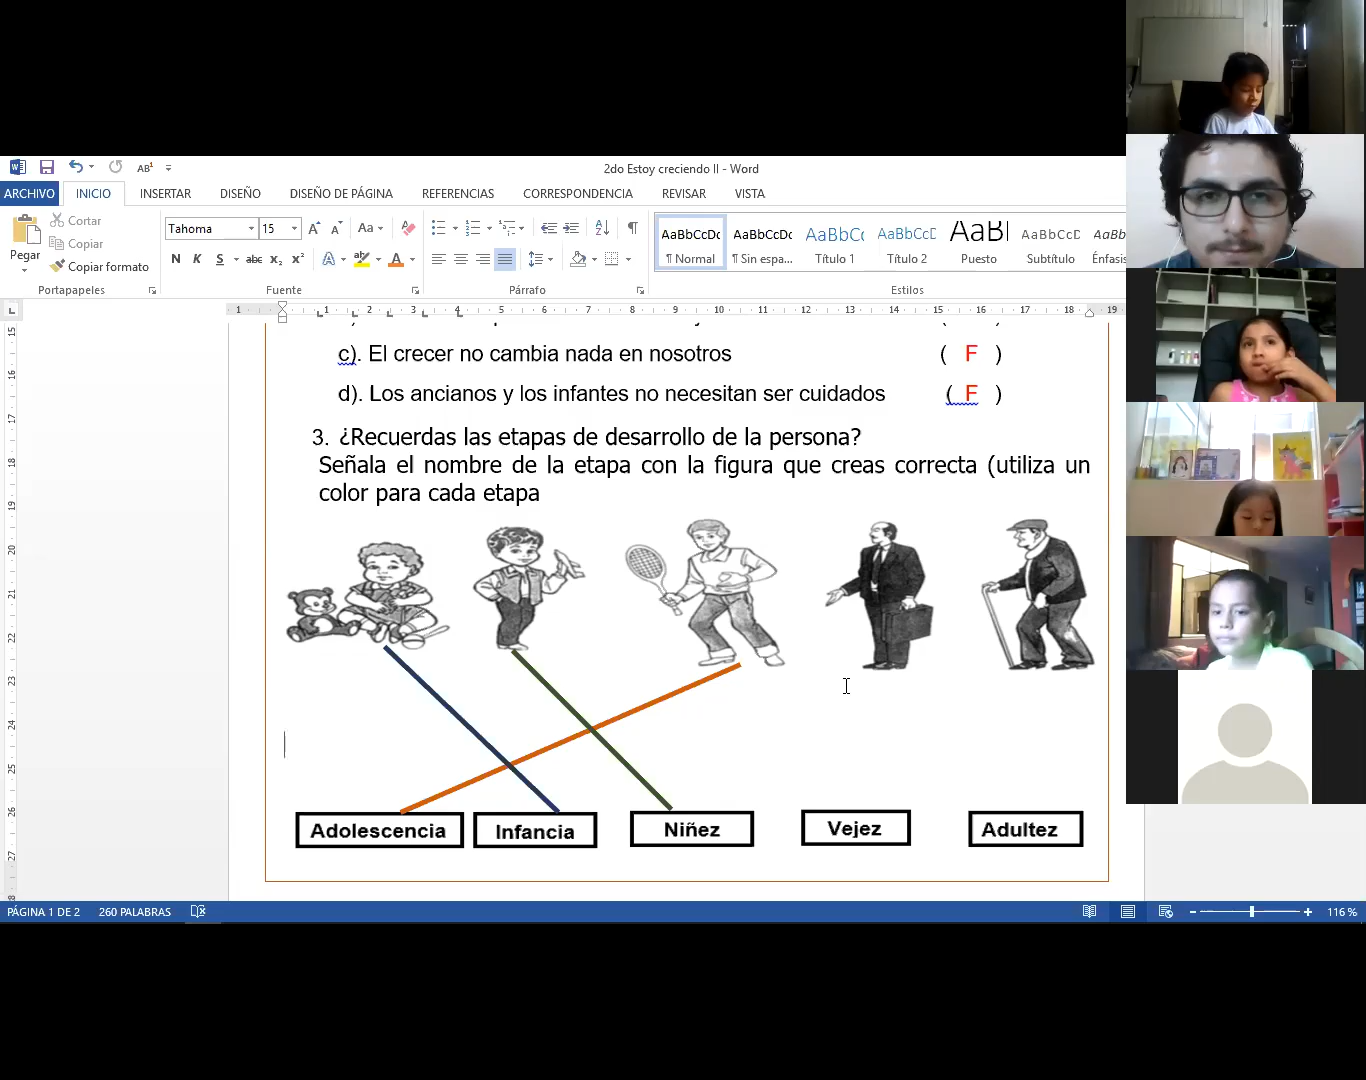 2do Estoy creciendo II - Word
ARCHIVO INICIO INSERTAR DISEÑO DISEÑO DE PÁGINA REFERENCIAS CORRESPONDENCIA REVISAR VISTA
Pegar
Cortar
Copiar
Copiar formato
Portapapeles
Tahoma 15
Fuente
Párrafo
AaBbCcDc AaBbCcDc AaBbCc AaBbCcD AaBl AaBbCcD AaBb
¶ Normal ¶ Sin espa... Título 1 Título 2 Puesto Subtítulo Énfasis
Estilos
c). El crecer no cambia nada en nosotros ( F )
d). Los ancianos y los infantes no necesitan ser cuidados ( F )
3. ¿Recuerdas las etapas de desarrollo de la persona?
Señala el nombre de la etapa con la figura que creas correcta (utiliza un
color para cada etapa
Adolescencia Infancia Niñez Vejez Adultez
PÁGINA 1 DE 2 260 PALABRAS 116 %